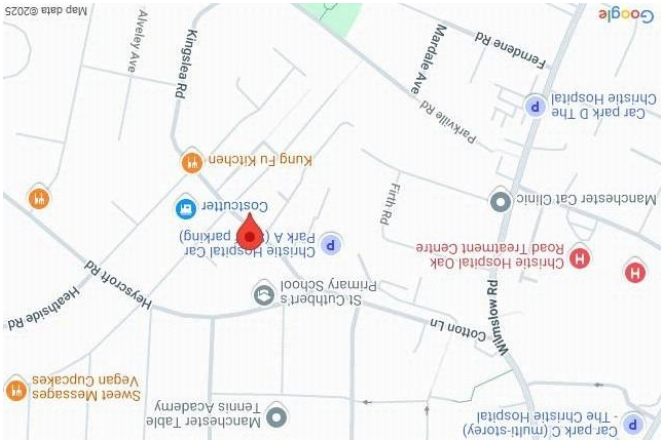 Car park C (multi-storey)
- The Christie Hospital
Manchester Table
Tennis Academy
Sweet Messages
Vegan Cupcakes
Cotton Ln
Wilmslow Rd
St Cuthbert's
Primary School
Heathside Rd
Heyscroft Rd
Christie Hospital Oak
Road Treatment Centre
Christie Hospital Car
Park A ( parking)
Firth Rd
Costcutter
Manchester Cat Clinic
Kung Fu Kitchen
Parkville Rd
Car park D The
Christie Hospital
Mardale Ave
Ferndene Rd
Kingslea Rd
Alveley Ave
Google
Map data ©2025